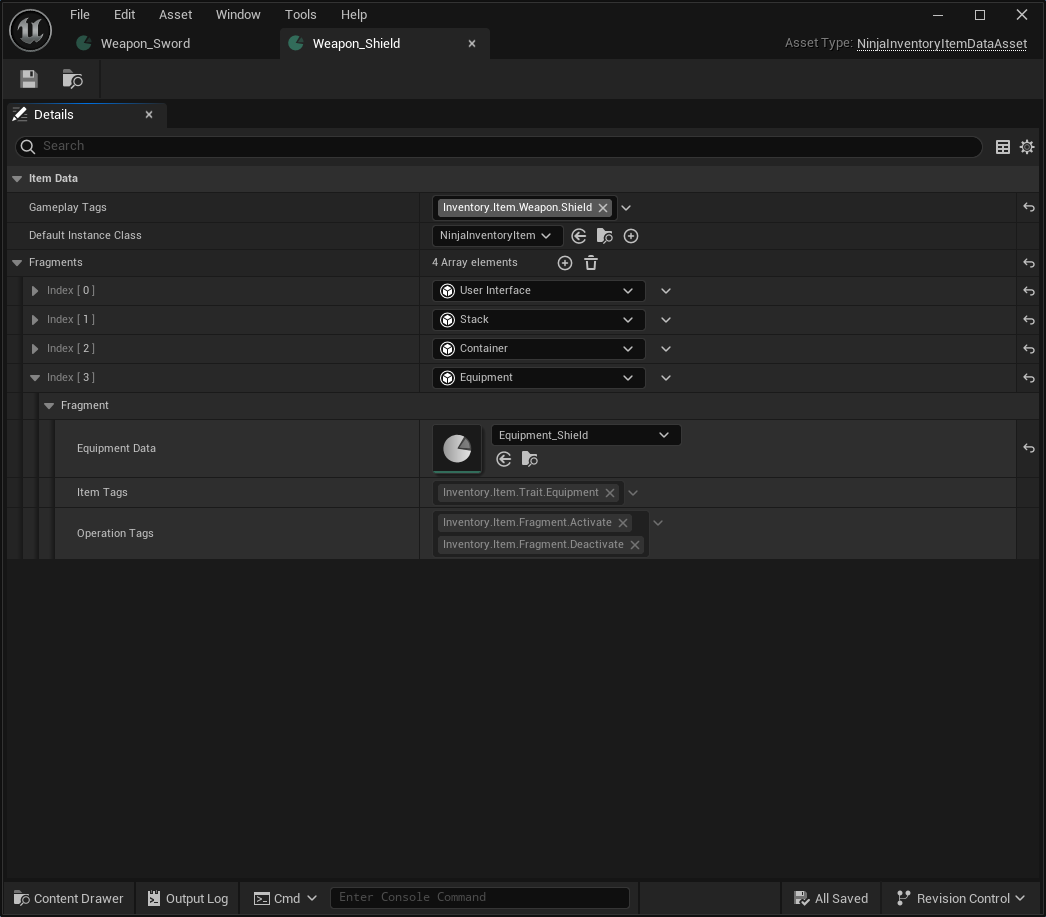 File Edit Asset Window Tools Help
Weapon_Sword Weapon_Shield Asset Type: NinjaInventoryItemDataAsset
Details
Search
Item Data
Gameplay Tags Inventory.Item.Weapon.Shield
Default Instance Class NinjaInventoryItem
Fragments 4 Array elements
Index [ 0 ] User Interface
Index [ 1 ] Stack
Index [ 2 ] Container
Index [ 3 ] Equipment
Fragment
Equipment_Shield
Equipment Data
Item Tags Inventory.Item.Trait.Equipment
Inventory.Item.Fragment.Activate
Operation Tags
Inventory.Item.Fragment.Deactivate
Content Drawer Output Log Cmd Enter Console Command All Saved Revision Control